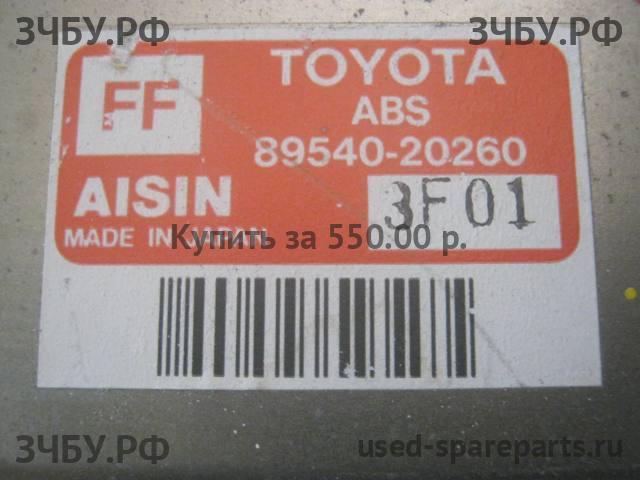 ЗЧБУ.РФ ЗЧБУ.РФ
FF TOYOTA
ABS
89540-20260
AISIN 3F01
MADE IN JAPAN
Купить за 550.00 р.
ЗЧБУ.РФ used-spareparts.ru